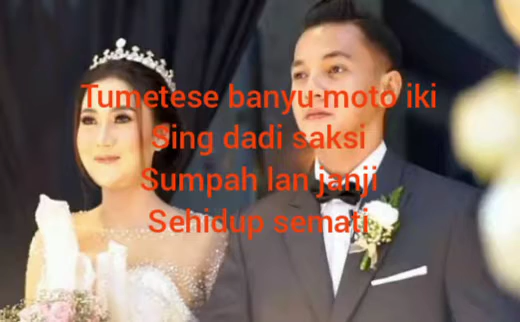 Tumetese banyu moto iki
Sing dadi saksi
Sumpah lan janji
Sehidup semati